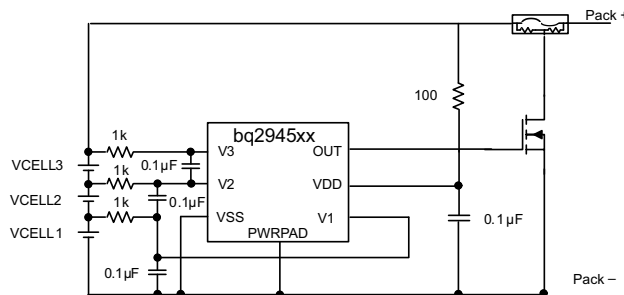 Pack +
100
1k
bq2945xx
V3
OUT
VCELL3
1k
0.1µF
V2
VDD
VCELL2
1k
0.1µF
VSS
V1
0.1µF
VCELL1
PWRPAD
0.1µF
Pack –